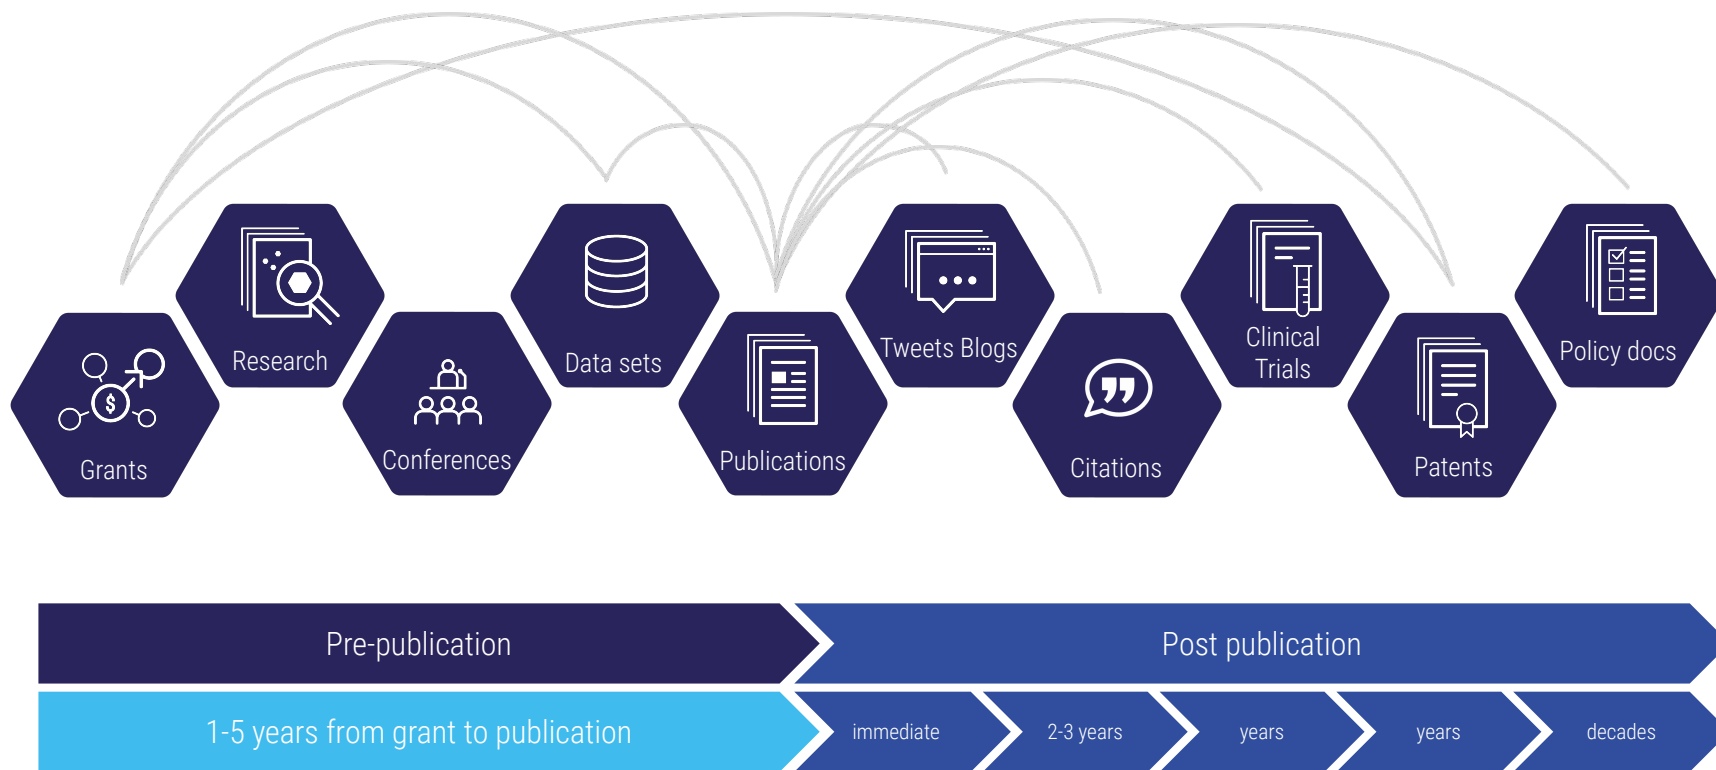 Grants
Research
Conferences
Data sets
Publications
Tweets Blogs
Citations
Clinical
Trials
Patents
Policy docs
$
Pre-publication
Post publication
1-5 years from grant to publication
immediate
2-3 years
years
years
decades